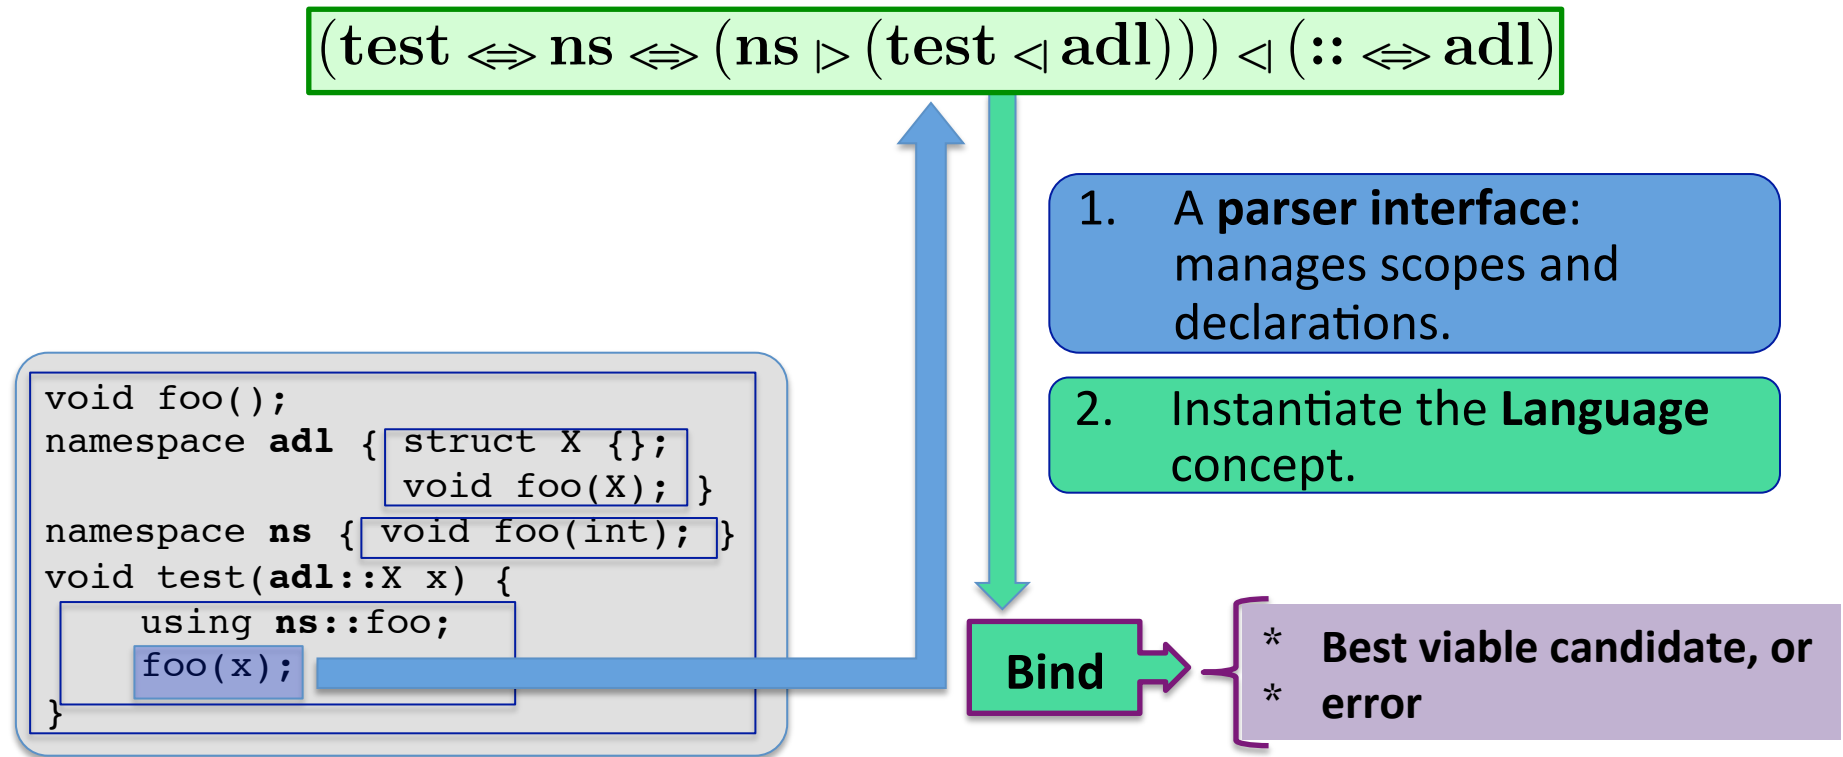 (test <⇔> ns <⇔> (ns |> (test <| adl))) <| (:: <⇔> adl)
1. A parser interface:
manages scopes and
declarations.
2. Instantiate the Language
concept.
void foo();
namespace adl { struct X {};
void foo(X); }
namespace ns { void foo(int); }
void test(adl::X x) {
using ns::foo;
foo(x);
}
Bind
* Best viable candidate, or
* error